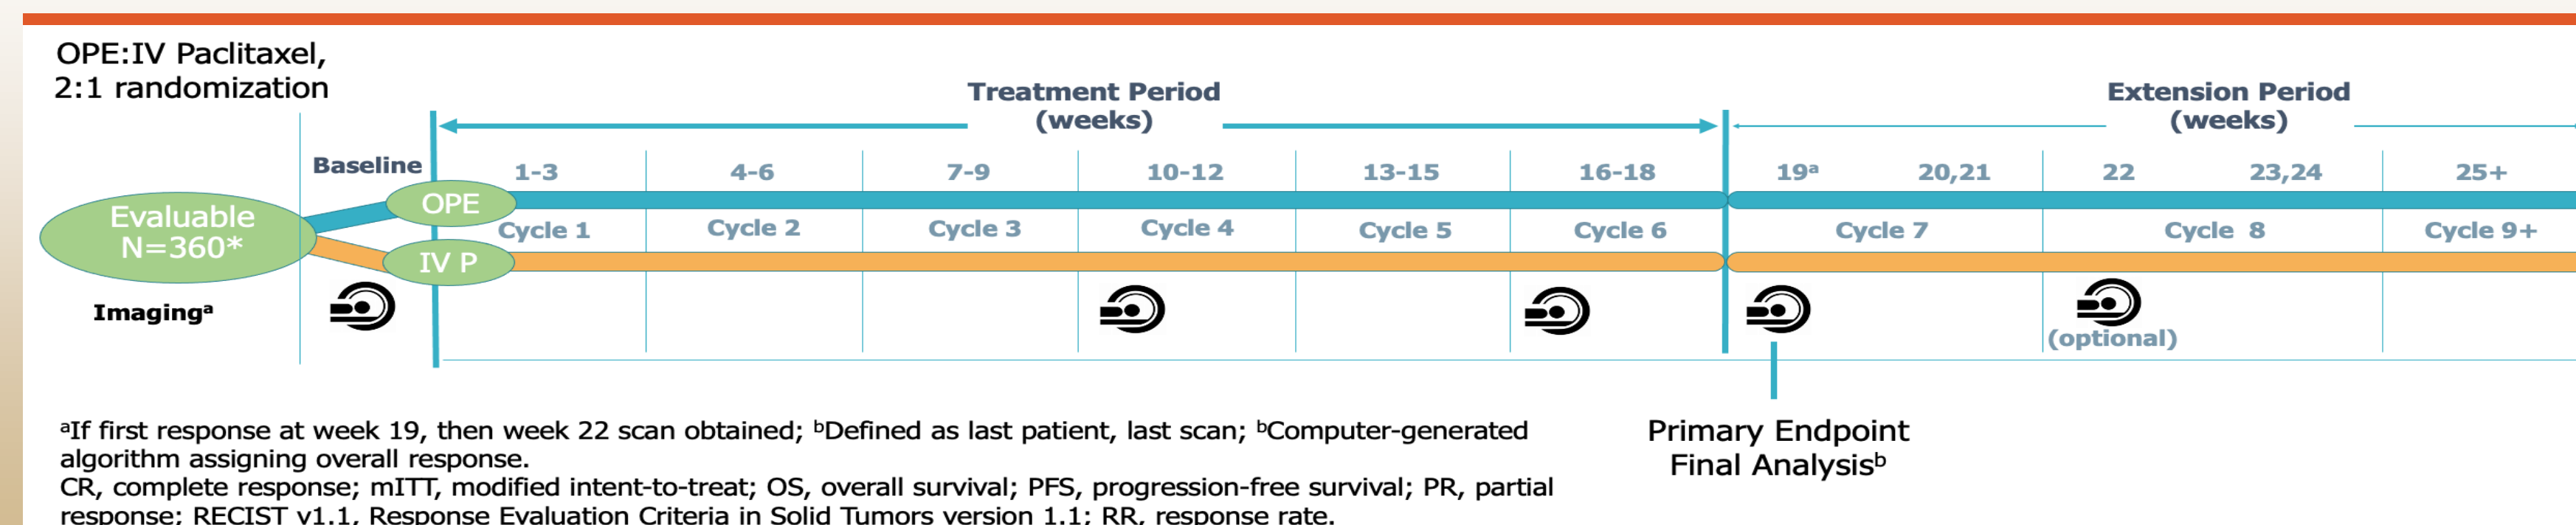 OPE:IV Paclitaxel,
2:1 randomization
Treatment Period
(weeks)
Extension Period
(weeks)
Baseline
1-3
4-6
7-9
10-12
13-15
16-18
19ᵃ
20,21
22
23,24
25+
Evaluable
N=360*
OPE
IV P
Cycle 1
Cycle 2
Cycle 3
Cycle 4
Cycle 5
Cycle 6
Cycle 7
Cycle 8
Cycle 9+
Imagingᵃ
(optional)
Primary Endpoint
Final Analysisᵇ
ᵃIf first response at week 19, then week 22 scan obtained; ᵇDefined as last patient, last scan; ᵇComputer-generated
algorithm assigning overall response.
CR, complete response; mITT, modified intent-to-treat; OS, overall survival; PFS, progression-free survival; PR, partial
response; RECIST v1.1, Response Evaluation Criteria in Solid Tumors version 1.1; RR, response rate.